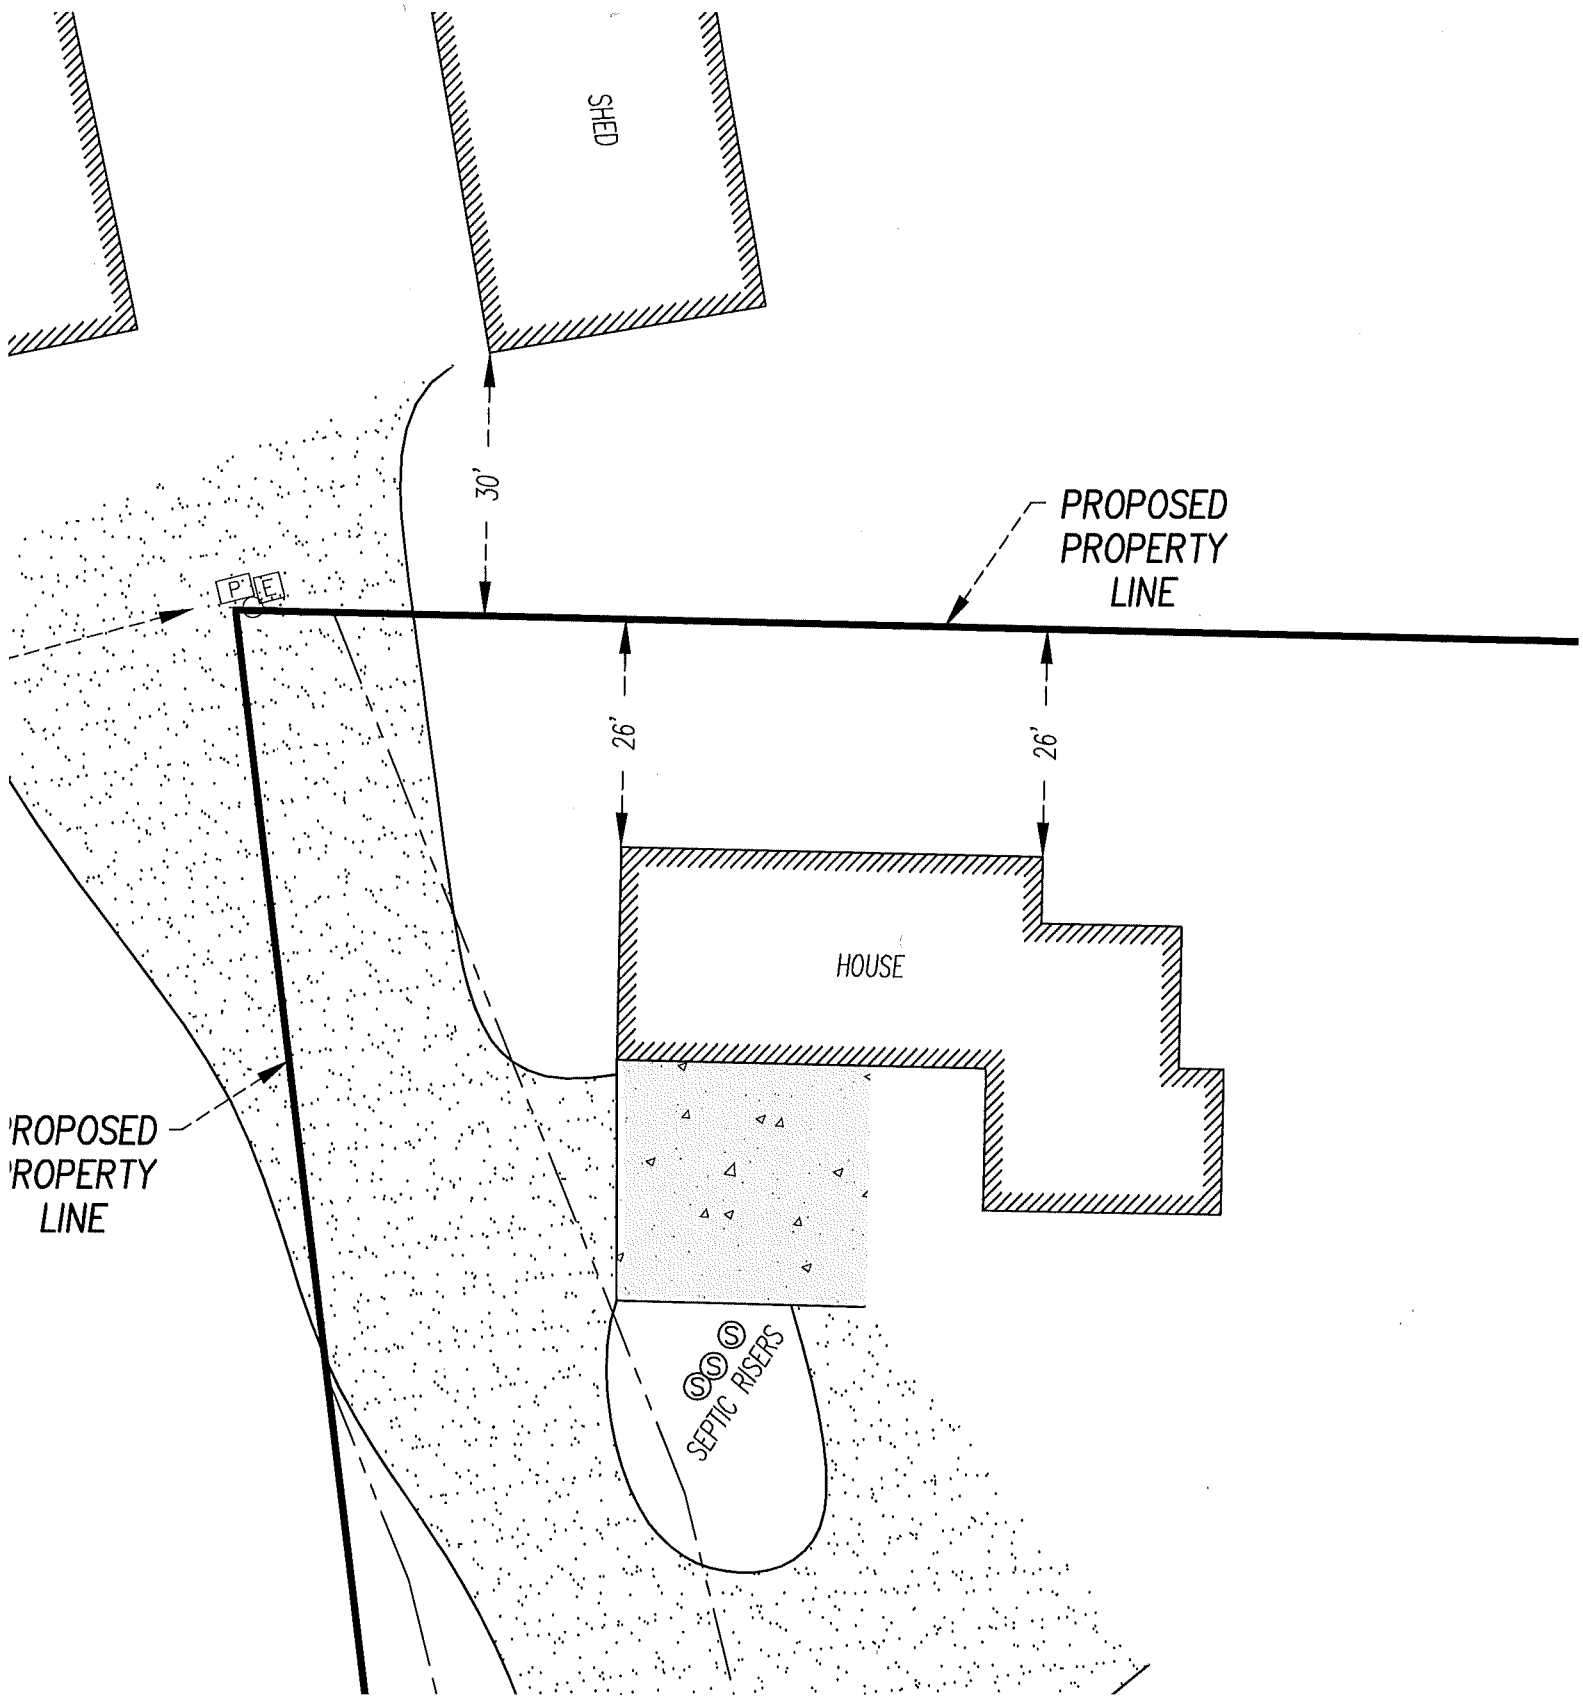 SHED
30'
PROPOSED
PROPERTY
LINE
P E
26'
26'
HOUSE
ROPOSED
ROPERTY
LINE
S S S
SEPTIC RISERS